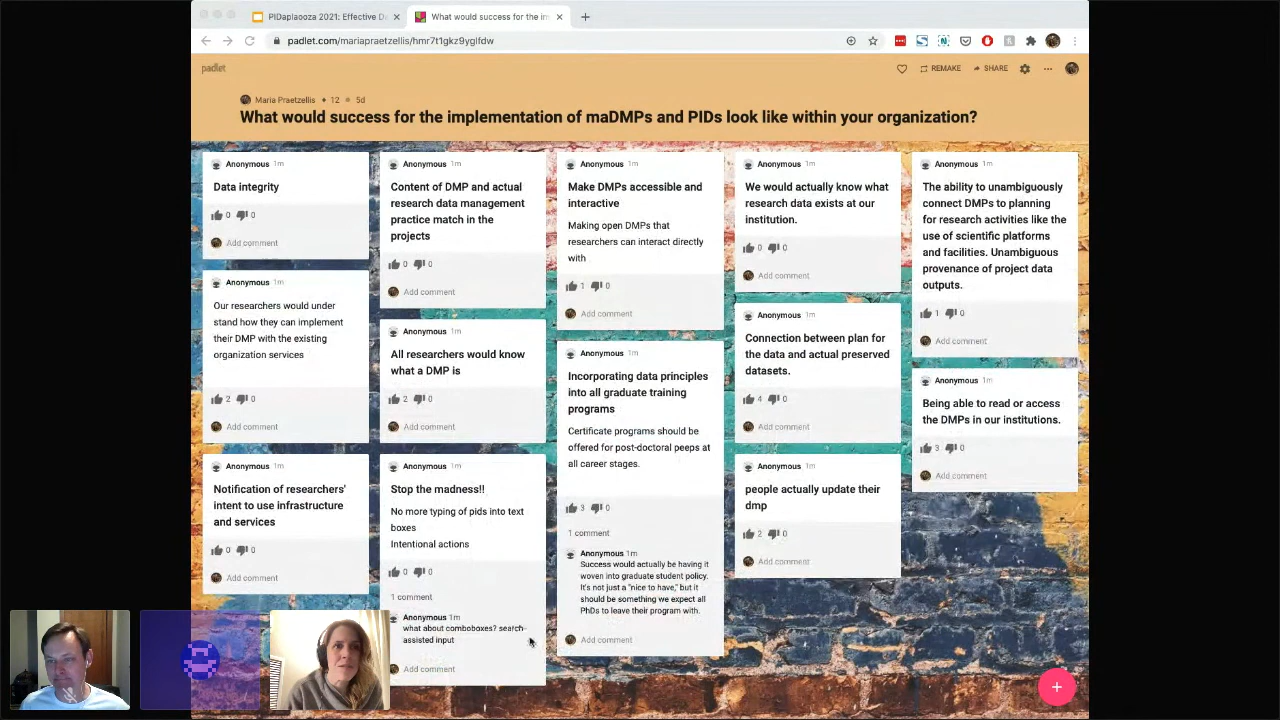 PIDaplaooza 2021: Effective D
What would success for the im
padlet.com/mariapraetzellis/hmr7t1gkz9yglfdw
padlet
REMAKE
SHARE
Maria Praetzellis 12 5d
What would success for the implementation of maDMPs and PIDs look like within your organization?
Anonymous 1m
Data integrity
0 0
Add comment
Anonymous 1m
Our researchers would under
stand how they can implement
their DMP with the existing
organization services
2 0
Add comment
Anonymous 1m
Notification of researchers'
intent to use infrastructure
and services
0 0
Add comment
Anonymous 1m
Content of DMP and actual
research data management
practice match in the
projects
0 0
Add comment
Anonymous 1m
All researchers would know
what a DMP is
2 0
Add comment
Anonymous 1m
Stop the madness!!
No more typing of pids into text
boxes
Intentional actions
0 0
1 comment
Anonymous 1m
what about comboboxes? search-
assisted input
Add comment
Anonymous 1m
Make DMPs accessible and
interactive
Making open DMPs that
researchers can interact directly
with
1 0
Add comment
Anonymous 1m
Incorporating data principles
into all graduate training
programs
Certificate programs should be
offered for post-doctoral peeps at
all career stages.
3 0
1 comment
Anonymous 1m
Success would actually be having it
woven into graduate student policy.
It's not just a "nice to have," but it
should be something we expect all
PhDs to leave their program with.
Add comment
Anonymous 1m
We would actually know what
research data exists at our
institution.
0 0
Add comment
Anonymous 1m
Connection between plan for
the data and actual preserved
datasets.
4 0
Add comment
Anonymous 1m
people actually update their
dmp
2 0
Add comment
Anonymous 1m
The ability to unambiguously
connect DMPs to planning
for research activities like the
use of scientific platforms
and facilities. Unambiguous
provenance of project data
outputs.
1 0
Add comment
Anonymous 1m
Being able to read or access
the DMPs in our institutions.
3 0
Add comment